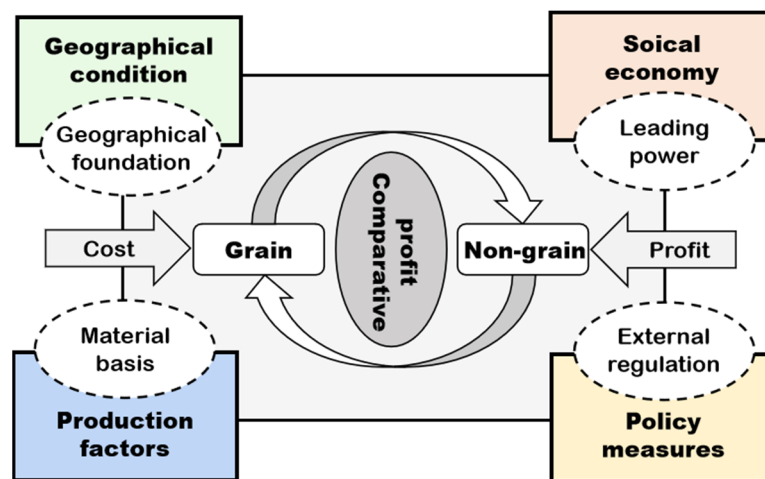 Geographical
condition
Geographical
foundation
Soical
economy
Leading
power
Cost
Grain
profit
Comparative
Non-grain
Profit
Material
basis
Production
factors
External
regulation
Policy
measures